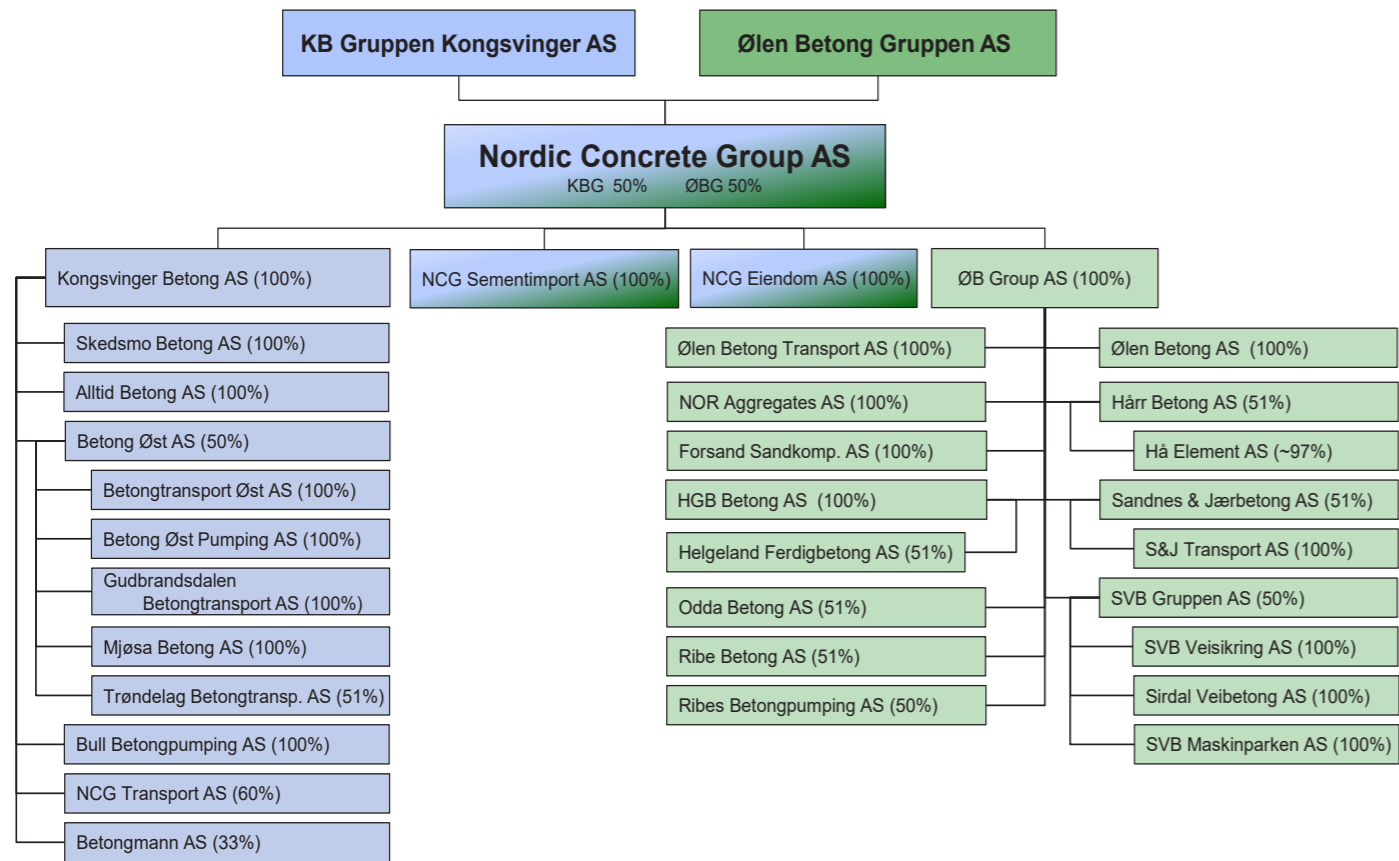 KB Gruppen Kongsvinger AS
Ølen Betong Gruppen AS
Nordic Concrete Group AS
KBG 50% ØBG 50%
Kongsvinger Betong AS (100%)
NCG Sementimport AS (100%)
NCG Eiendom AS (100%)
ØB Group AS (100%)
Skedsmo Betong AS (100%)
Alltid Betong AS (100%)
Betong Øst AS (50%)
Betongtransport Øst AS (100%)
Betong Øst Pumping AS (100%)
Gudbrandsdalen
Betongtransport AS (100%)
Mjøsa Betong AS (100%)
Trøndelag Betongtransp. AS (51%)
Bull Betongpumping AS (100%)
NCG Transport AS (60%)
Betongmann AS (33%)
Ølen Betong Transport AS (100%)
NOR Aggregates AS (100%)
Forsand Sandkomp. AS (100%)
HGB Betong AS (100%)
Helgeland Ferdigbetong AS (51%)
Odda Betong AS (51%)
Ribe Betong AS (51%)
Ribes Betongpumping AS (50%)
Ølen Betong AS (100%)
Hårr Betong AS (51%)
Hå Element AS (~97%)
Sandnes & Jærbetong AS (51%)
S&J Transport AS (100%)
SVB Gruppen AS (50%)
SVB Veisikring AS (100%)
Sirdal Veibetong AS (100%)
SVB Maskinparken AS (100%)